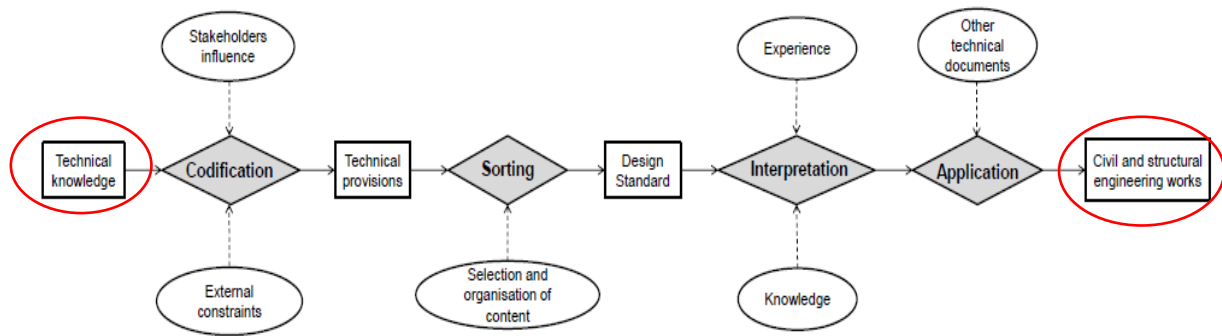 Stakeholders
influence
Experience
Other
technical
documents
Technical
knowledge
Codification
Technical
provisions
Sorting
Design
Standard
Interpretation
Application
Civil and structural
engineering works
External
constraints
Selection and
organisation of
content
Knowledge